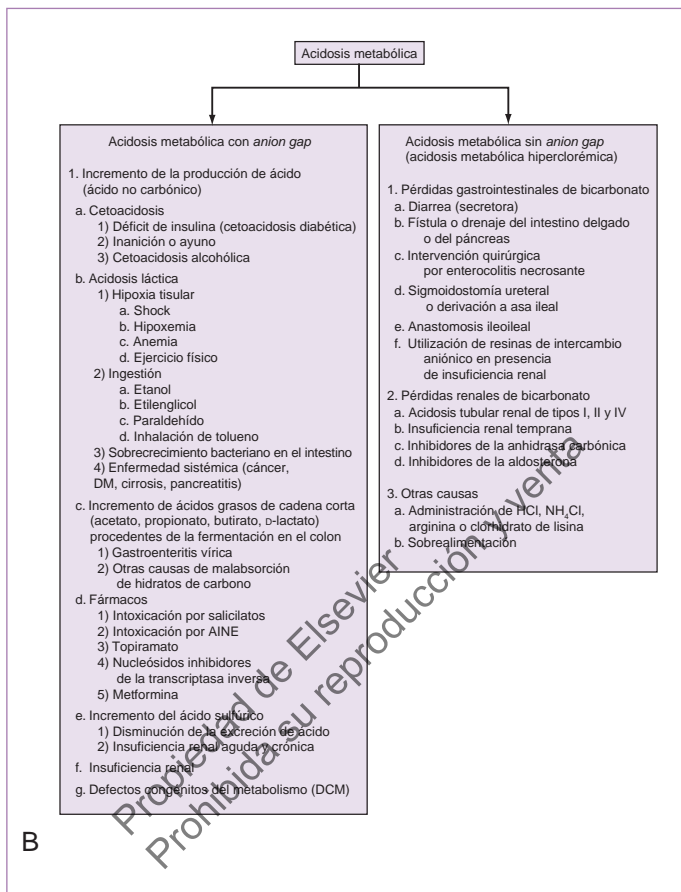 Acidosis metabólica
Acidosis metabólica con anion gap
1. Incremento de la producción de ácido
(ácido no carbónico)
a. Cetoacidosis
1) Déficit de insulina (cetoacidosis diabética)
2) Inanición o ayuno
3) Cetoacidosis alcohólica
b. Acidosis láctica
1) Hipoxia tisular
a. Shock
b. Hipoxemia
c. Anemia
d. Ejercicio físico
2) Ingestión
a. Etanol
b. Etilenglicol
c. Paraldehído
d. Inhalación de tolueno
3) Sobrecrecimiento bacteriano en el intestino
4) Enfermedad sistémica (cáncer,
DM, cirrosis, pancreatitis)
c. Incremento de ácidos grasos de cadena corta
(acetato, propionato, butirato, D-lactato)
procedentes de la fermentación en el colon
1) Gastroenteritis vírica
2) Otras causas de malabsorción
de hidratos de carbono
d. Fármacos
1) Intoxicación por salicilatos
2) Intoxicación por AINE
3) Topiramato
4) Nucleósidos inhibidores
de la transcriptasa inversa
5) Metformina
e. Incremento del ácido sulfúrico
1) Disminución de la excreción de ácido
2) Insuficiencia renal aguda y crónica
f. Insuficiencia renal
g. Defectos congénitos del metabolismo (DCM)
Acidosis metabólica sin anion gap
(acidosis metabólica hiperclorémica)
1. Pérdidas gastrointestinales de bicarbonato
a. Diarrea (secretora)
b. Fístula o drenaje del intestino delgado
o del páncreas
c. Intervención quirúrgica
por enterocolitis necrosante
d. Sigmoidostomía ureteral
o derivación a asa ileal
e. Anastomosis ileoileal
f. Utilización de resinas de intercambio
aniónico en presencia
de insuficiencia renal
2. Pérdidas renales de bicarbonato
a. Acidosis tubular renal de tipos I, II y IV
b. Insuficiencia renal temprana
c. Inhibidores de la anhidrasa carbónica
d. Inhibidores de la aldosterona
3. Otras causas
a. Administración de HCl, NH₄Cl,
arginina o clorhidrato de lisina
b. Sobrealimentación
Propiedad de Elsevier
Prohibida su reproducción y venta
B